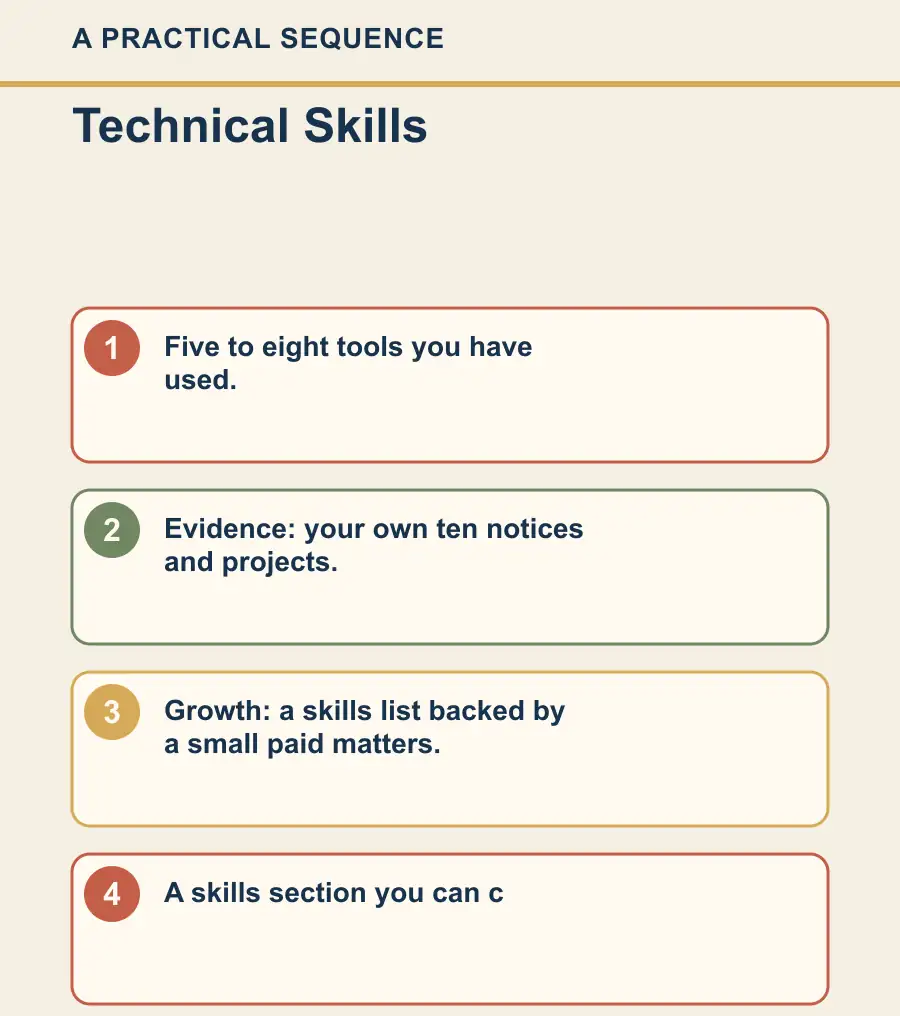 A PRACTICAL SEQUENCE
Technical Skills
1
Five to eight tools you have
used.
2
Evidence: your own ten notices
and projects.
3
Growth: a skills list backed by
a small paid matters.
4
A skills section you can c